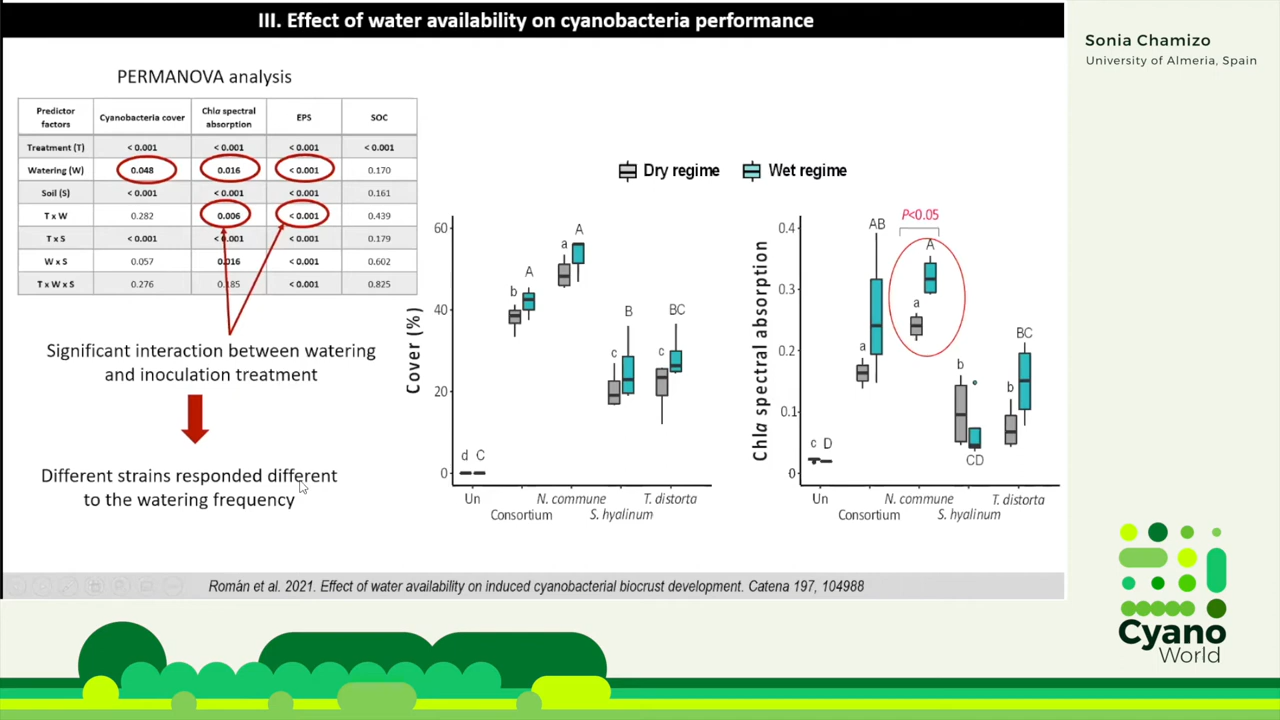 III. Effect of water availability on cyanobacteria performance
Sonia Chamizo
University of Almeria, Spain
PERMANOVA analysis
Predictor factors Cyanobacteria cover Chla spectral absorption EPS SOC
Treatment (T) < 0.001 < 0.001 < 0.001 < 0.001
Watering (W) 0.048 0.016 < 0.001 0.170
Soil (S) < 0.001 < 0.001 < 0.001 0.161
T x W 0.282 0.006 < 0.001 0.439
T x S < 0.001 < 0.001 < 0.001 0.179
W x S 0.057 0.016 < 0.001 0.602
T x W x S 0.276 0.185 < 0.001 0.825
Significant interaction between watering
and inoculation treatment
Different strains responded different
to the watering frequency
Dry regime Wet regime
Cover (%)
60
40
20
0
d C
b A
a A
c B
c BC
Un
Consortium
N. commune
S. hyalinum
T. distorta
Chla spectral absorption
0.4
0.3
0.2
0.1
0
P<0.05
c D
a AB
a A
b CD
b BC
Un
Consortium
N. commune
S. hyalinum
T. distorta
Román et al. 2021. Effect of water availability on induced cyanobacterial biocrust development. Catena 197, 104988
Cyano
World